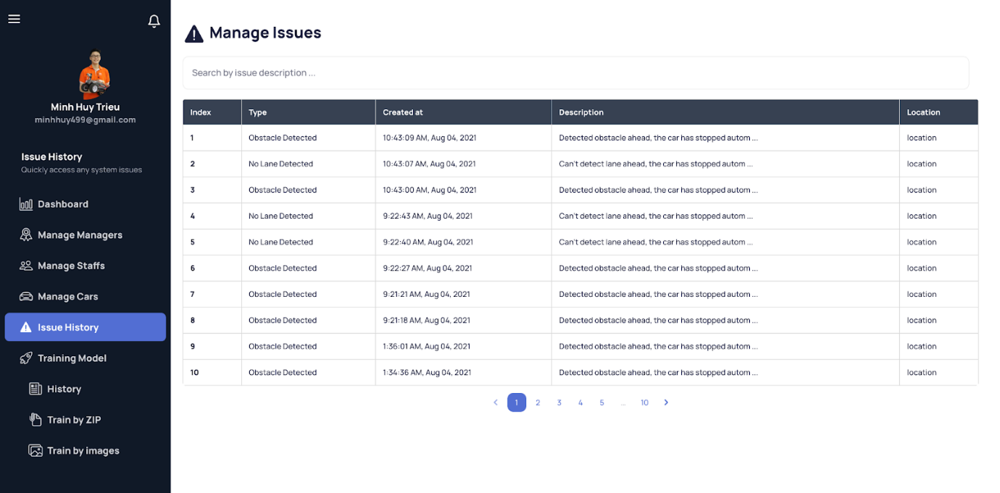 Minh Huy Trieu
minhhuy499@gmail.com
Issue History
Quickly access any system issues
Dashboard
Manage Managers
Manage Staffs
Manage Cars
Issue History
Training Model
History
Train by ZIP
Train by images
Manage Issues
Search by issue description ...
Index Type Created at Description Location
1 Obstacle Detected 10:43:09 AM, Aug 04, 2021 Detected obstacle ahead, the car has stopped autom ... location
2 No Lane Detected 10:43:07 AM, Aug 04, 2021 Can't detect lane ahead, the car has stopped autom ... location
3 Obstacle Detected 10:43:00 AM, Aug 04, 2021 Detected obstacle ahead, the car has stopped autom ... location
4 No Lane Detected 9:22:43 AM, Aug 04, 2021 Can't detect lane ahead, the car has stopped autom ... location
5 No Lane Detected 9:22:40 AM, Aug 04, 2021 Can't detect lane ahead, the car has stopped autom ... location
6 Obstacle Detected 9:22:27 AM, Aug 04, 2021 Detected obstacle ahead, the car has stopped autom ... location
7 Obstacle Detected 9:21:21 AM, Aug 04, 2021 Detected obstacle ahead, the car has stopped autom ... location
8 Obstacle Detected 9:21:18 AM, Aug 04, 2021 Detected obstacle ahead, the car has stopped autom ... location
9 Obstacle Detected 1:36:01 AM, Aug 04, 2021 Detected obstacle ahead, the car has stopped autom ... location
10 Obstacle Detected 1:34:36 AM, Aug 04, 2021 Detected obstacle ahead, the car has stopped autom ... location
< 1 2 3 4 5 ... 10 >